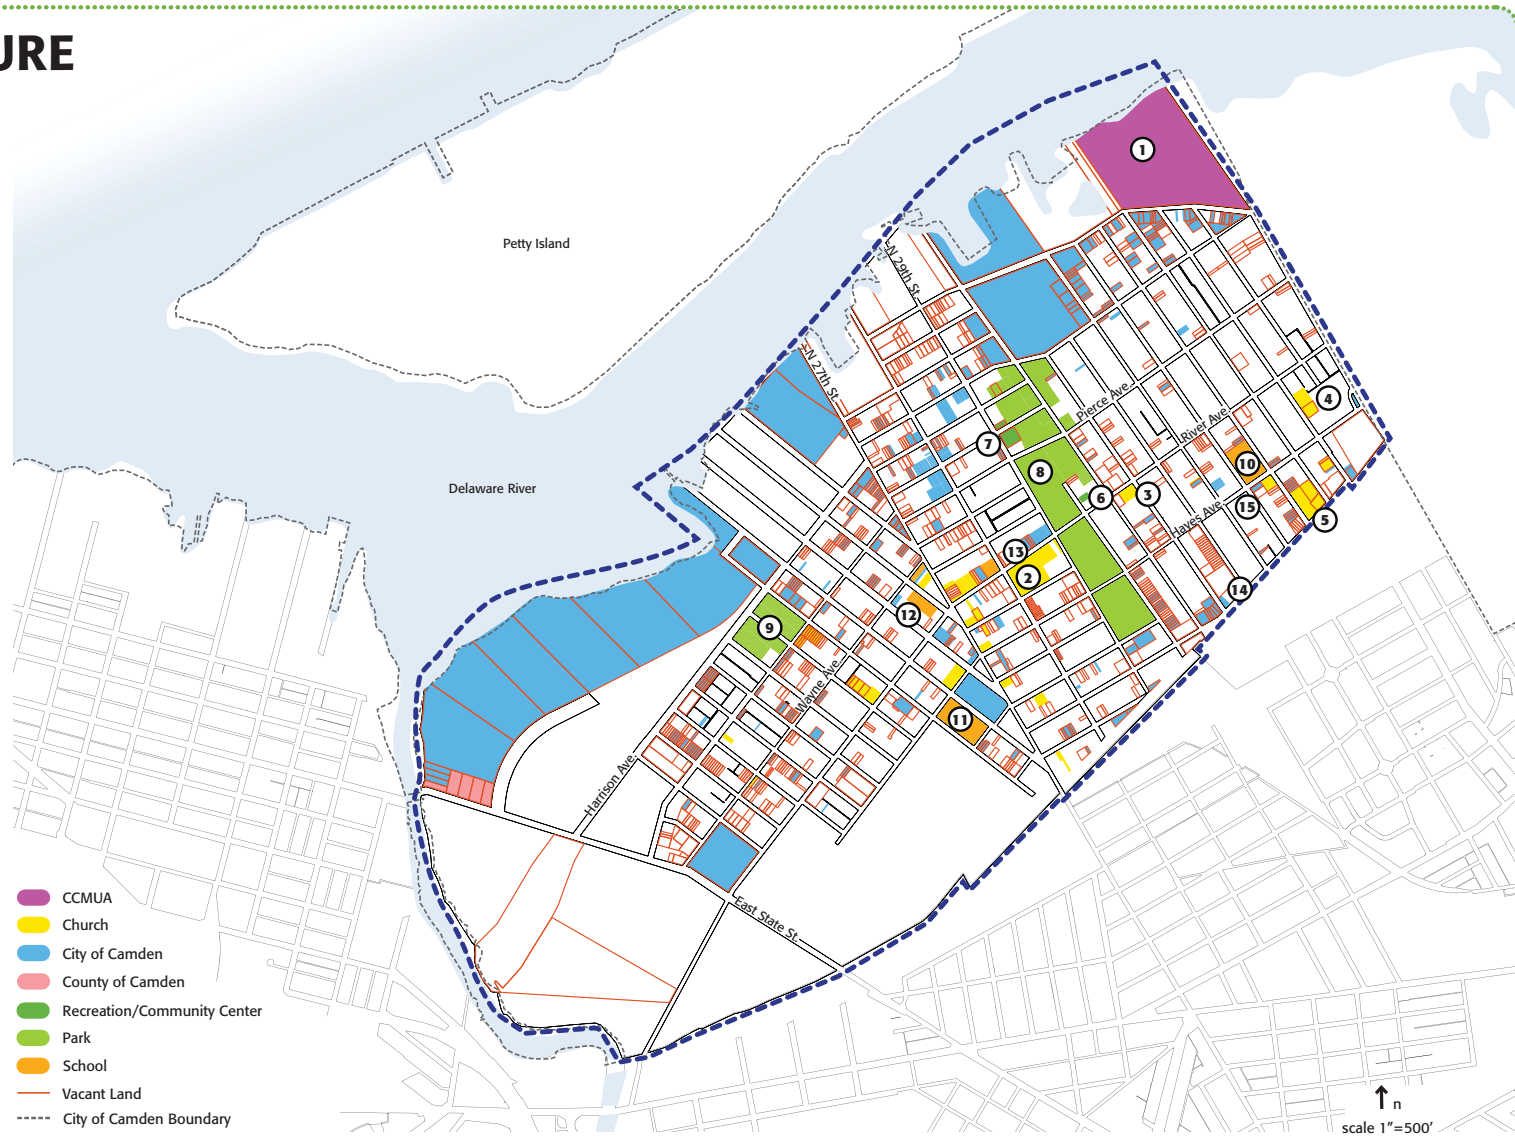 URE
Petty Island
Delaware River
N 29th St.
N 27th St.
Pierce Ave.
River Ave.
Hayes Ave.
Wayne Ave.
Harrison Ave.
East State St.
1
4
7
10
8
6
3
15
5
13
2
14
12
9
11
CCMUA
Church
City of Camden
County of Camden
Recreation/Community Center
Park
School
Vacant Land
City of Camden Boundary
n
scale 1"=500'